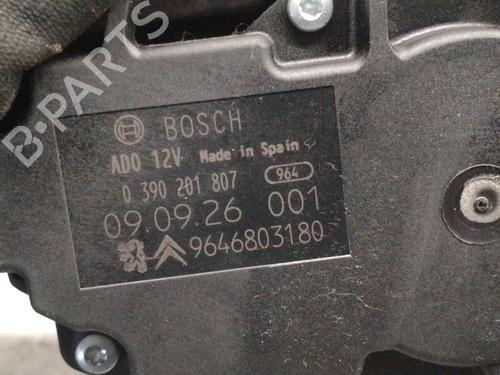 B-PARTS
BOSCH
ADO 12V Made in Spain
0 390 201 807 964
09 09.26 001
9646803180